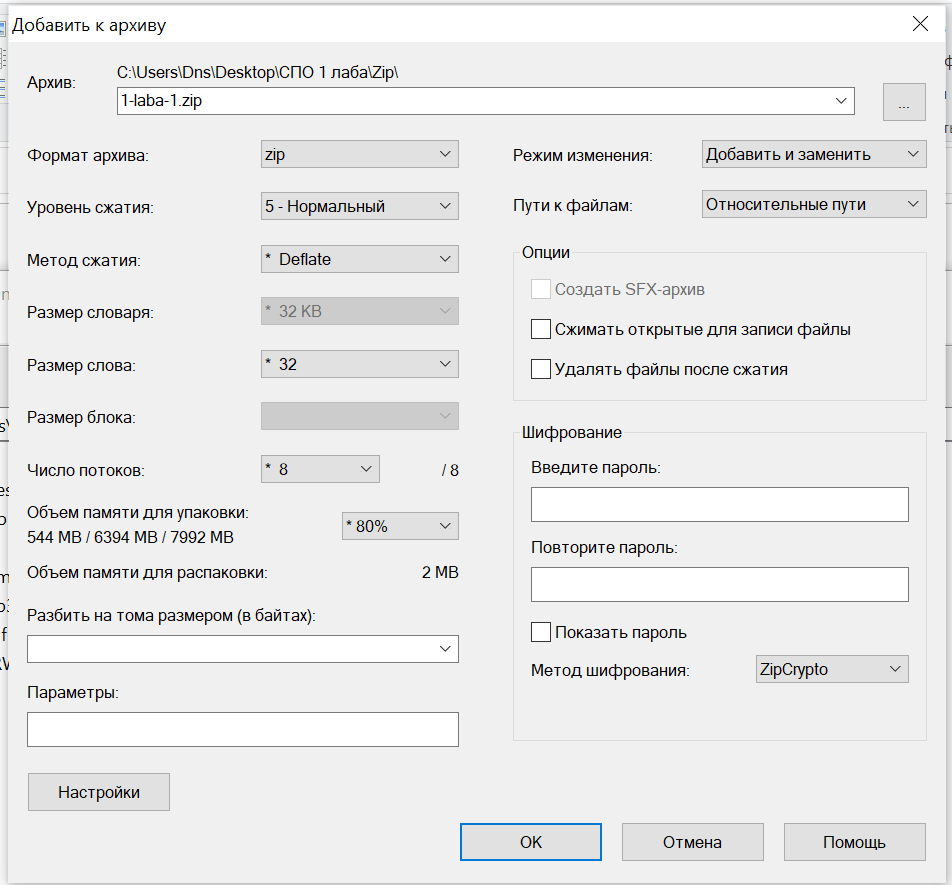 Добавить к архиву
Архив:
C:\Users\Dns\Desktop\СПО 1 лаба\Zip\
1-laba-1.zip
...
Формат архива:
zip
Уровень сжатия:
5 - Нормальный
Метод сжатия:
* Deflate
Размер словаря:
* 32 KB
Размер слова:
* 32
Размер блока:
Число потоков:
* 8
/ 8
Объем памяти для упаковки:
544 MB / 6394 MB / 7992 MB
* 80%
Объем памяти для распаковки:
2 MB
Разбить на тома размером (в байтах):
Параметры:
Настройки
Режим изменения:
Добавить и заменить
Пути к файлам:
Относительные пути
Опции
Создать SFX-архив
Сжимать открытые для записи файлы
Удалять файлы после сжатия
Шифрование
Введите пароль:
Повторите пароль:
Показать пароль
Метод шифрования:
ZipCrypto
OK
Отмена
Помощь